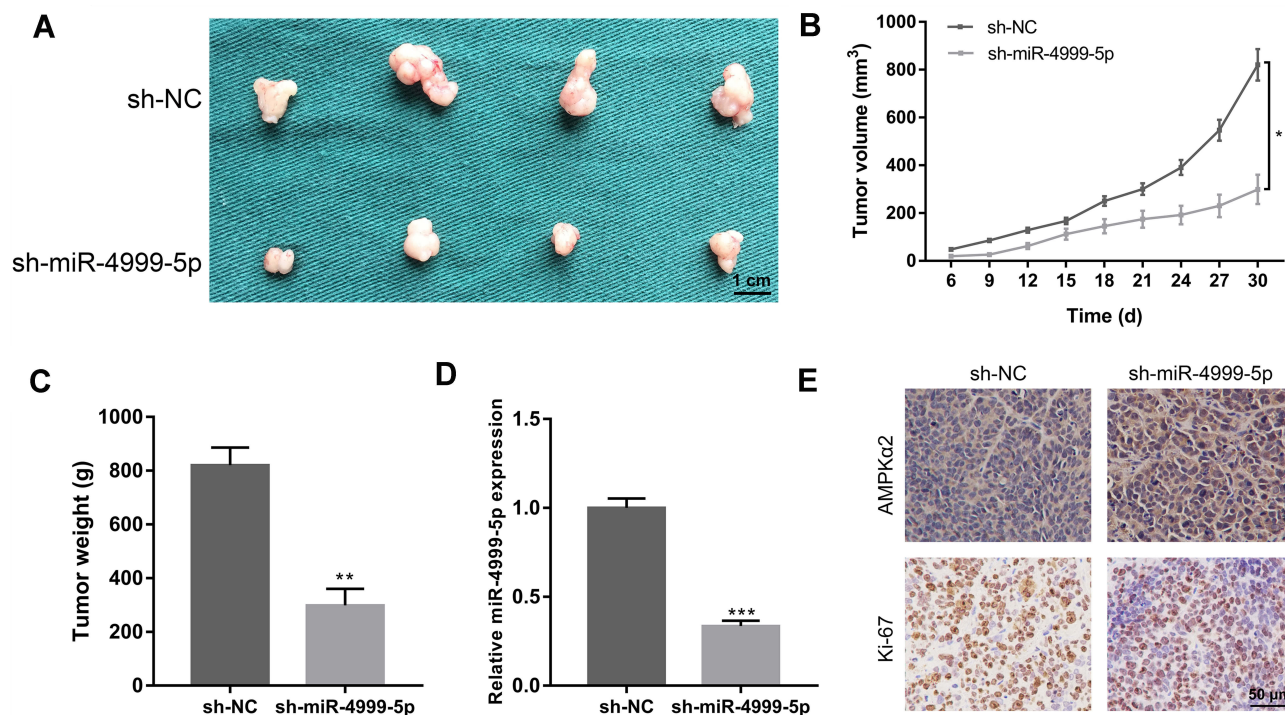 A
sh-NC
sh-miR-4999-5p
1 cm
B
sh-NC
sh-miR-4999-5p
Tumor volume (mm³)
1000
800
600
400
200
0
*
6 9 12 15 18 21 24 27 30
Time (d)
C
Tumor weight (g)
1000
800
600
400
200
0
**
sh-NC sh-miR-4999-5p
D
Relative miR-4999-5p expression
1.5
1.0
0.5
0.0
***
sh-NC sh-miR-4999-5p
E
sh-NC sh-miR-4999-5p
AMPKα2
Ki-67
50 μm